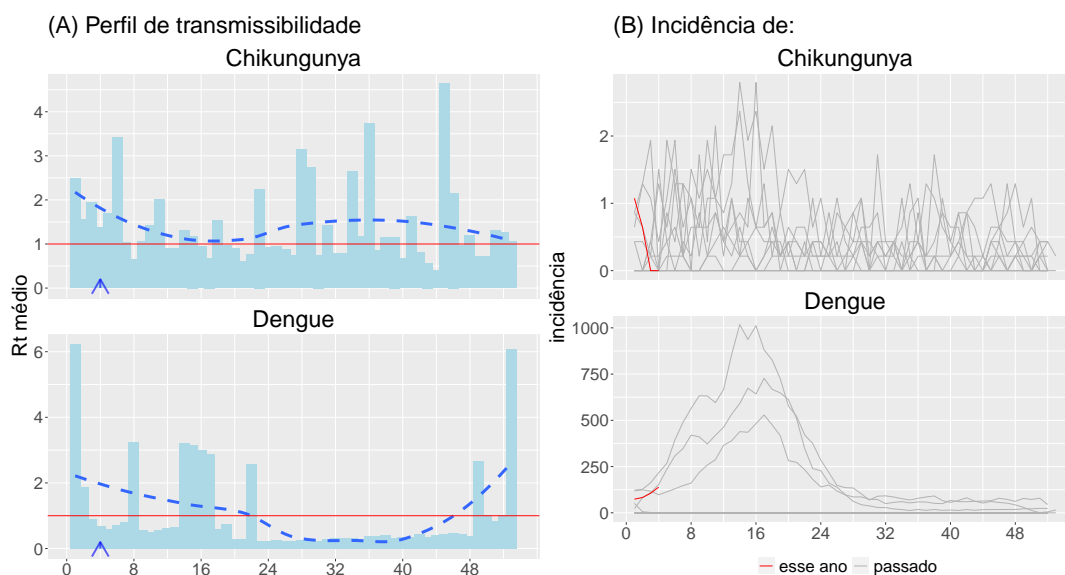 (A) Perfil de transmissibilidade
Chikungunya
4
3
2
1
0
Dengue
6
4
2
0
0 8 16 24 32 40 48
Rt médio
(B) Incidência de:
Chikungunya
2
1
0
Dengue
1000
750
500
250
0
0 8 16 24 32 40 48
incidência
esse ano passado